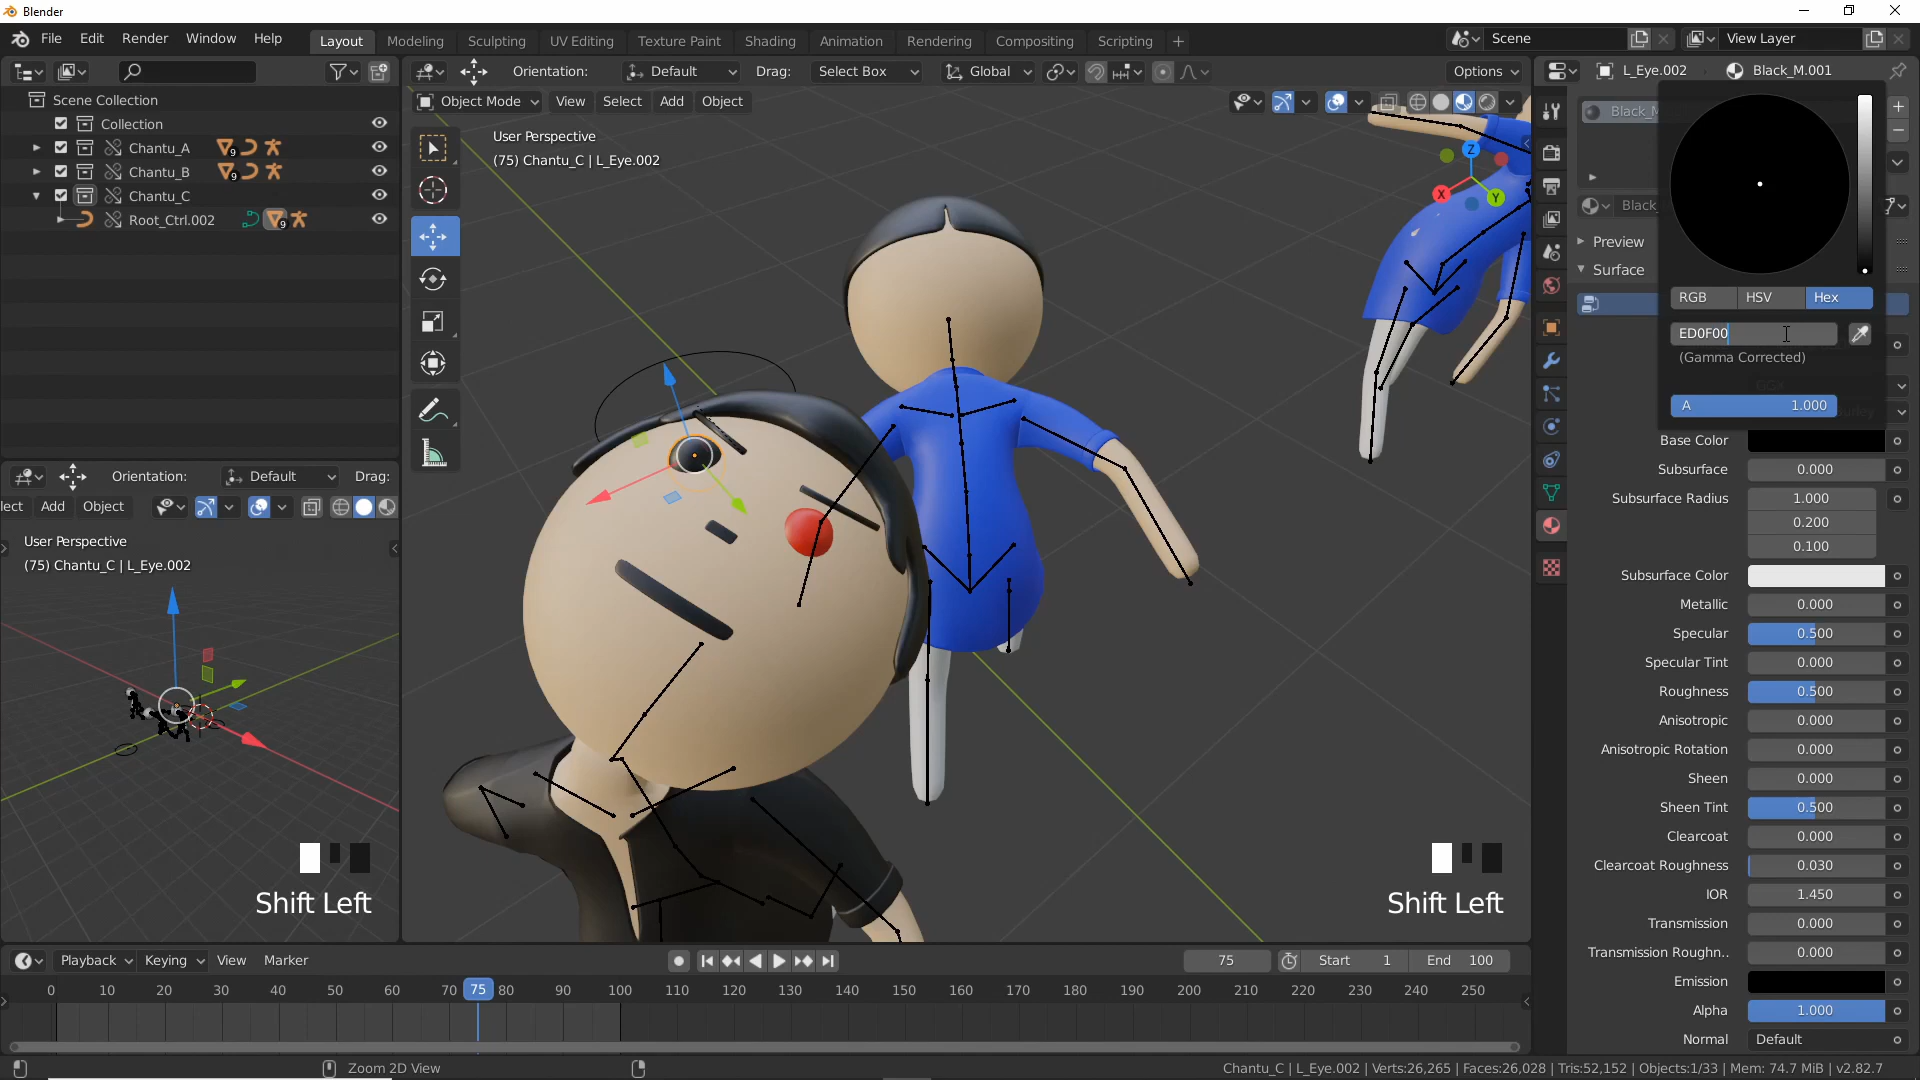 Blender
File Edit Render Window Help
Layout Modeling Sculpting UV Editing Texture Paint Shading Animation Rendering Compositing Scripting +
Scene View Layer
Orientation: Default Drag: Select Box Global Options
L_Eye.002 Black_M.001
Object Mode View Select Add Object
Scene Collection
Collection
Chantu_A 9
Chantu_B 9
Chantu_C
Root_Ctrl.002 9
User Perspective
(75) Chantu_C | L_Eye.002
Z
X
Y
Black_M
Black_
Preview
Surface
RGB HSV Hex
ED0F00
(Gamma Corrected)
A 1.000
Base Color
Subsurface 0.000
Subsurface Radius 1.000
0.200
0.100
Subsurface Color
Metallic 0.000
Specular 0.500
Specular Tint 0.000
Roughness 0.500
Anisotropic 0.000
Anisotropic Rotation 0.000
Sheen 0.000
Sheen Tint 0.500
Clearcoat 0.000
Clearcoat Roughness 0.030
IOR 1.450
Transmission 0.000
Transmission Roughn.. 0.000
Emission
Alpha 1.000
Normal Default
Orientation: Default Drag:
lect Add Object
User Perspective
(75) Chantu_C | L_Eye.002
Shift Left
Shift Left
Playback Keying View Marker 75 Start 1 End 100
0 10 20 30 40 50 60 70 75 80 90 100 110 120 130 140 150 160 170 180 190 200 210 220 230 240 250
Zoom 2D View
Chantu_C | L_Eye.002 | Verts:26,265 | Faces:26,028 | Tris:52,152 | Objects:1/33 | Mem: 74.7 MiB | v2.82.7